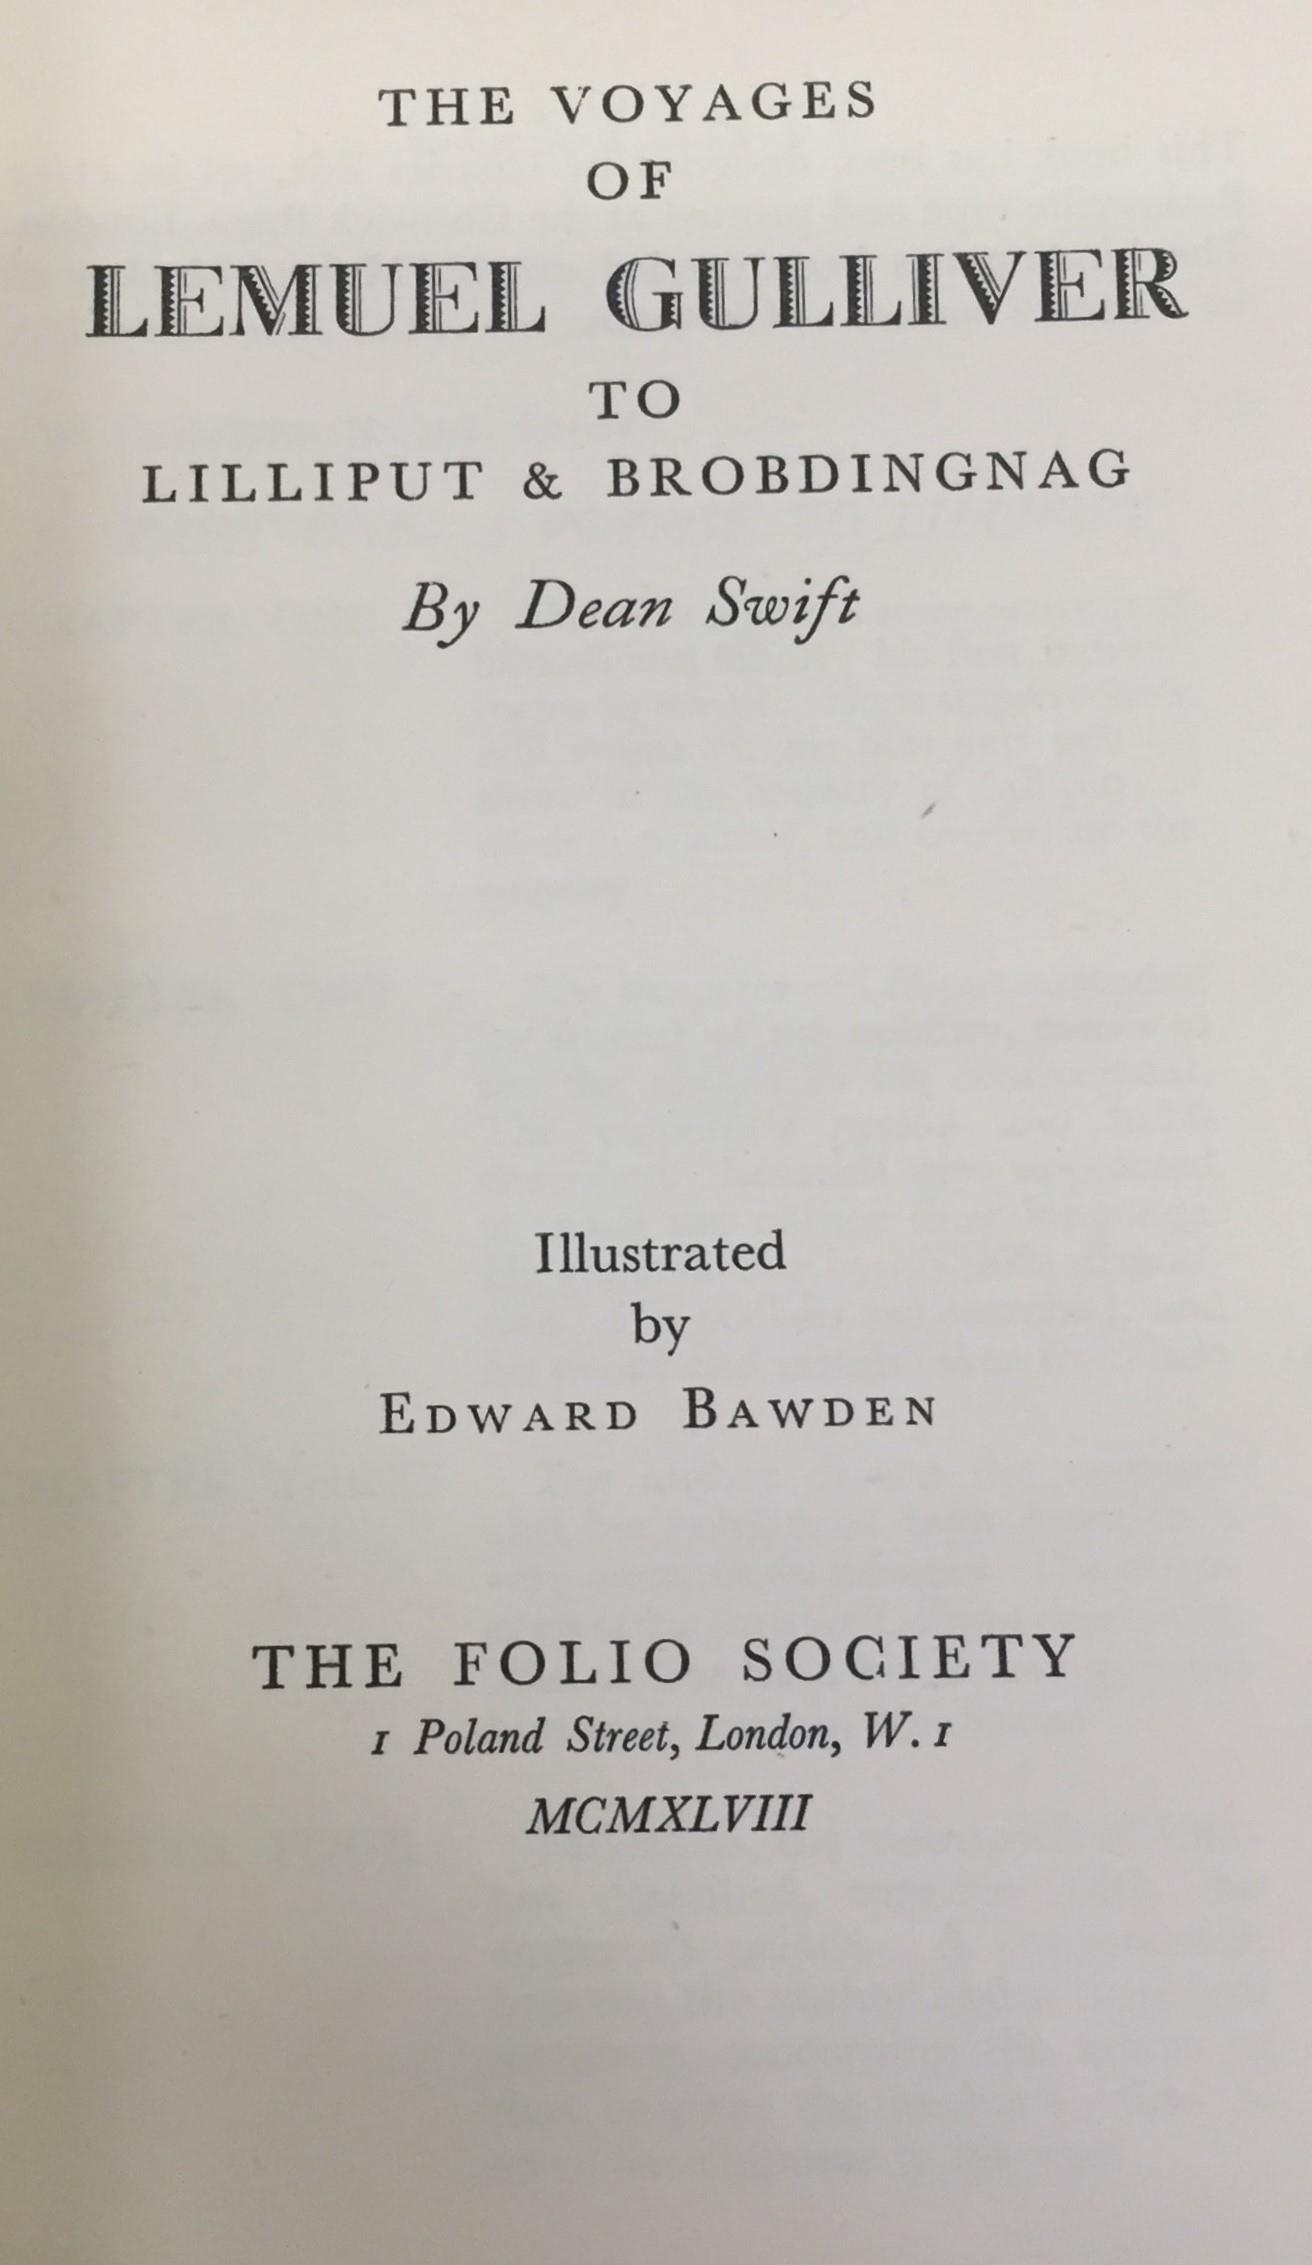 THE VOYAGES
OF
LEMUEL GULLIVER
TO
LILLIPUT & BROBDINGNAG
By Dean Swift
Illustrated
by
EDWARD BAWDEN
THE FOLIO SOCIETY
1 Poland Street, London, W. 1
MCMXLVIII